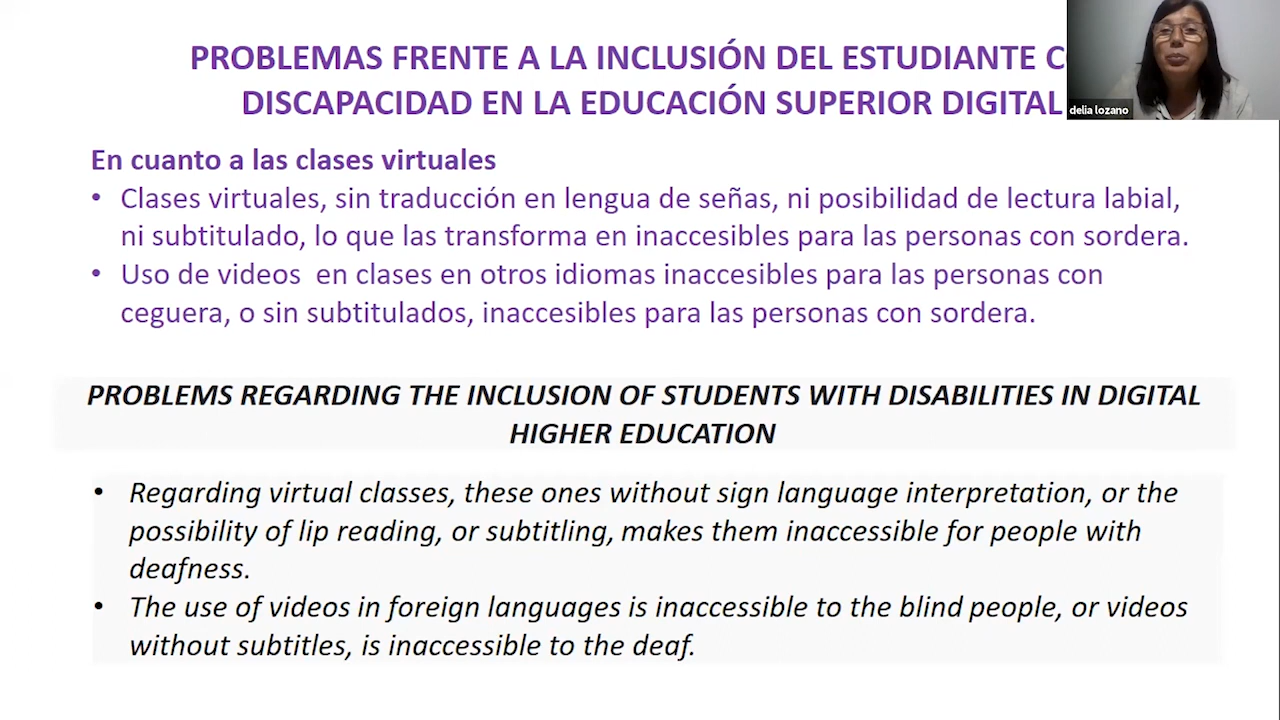 PROBLEMAS FRENTE A LA INCLUSIÓN DEL ESTUDIANTE
DISCAPACIDAD EN LA EDUCACIÓN SUPERIOR DIGITAL
delia lozano
En cuanto a las clases virtuales
• Clases virtuales, sin traducción en lengua de señas, ni posibilidad de lectura labial,
ni subtitulado, lo que las transforma en inaccesibles para las personas con sordera.
• Uso de videos en clases en otros idiomas inaccesibles para las personas con
ceguera, o sin subtitulados, inaccesibles para las personas con sordera.
PROBLEMS REGARDING THE INCLUSION OF STUDENTS WITH DISABILITIES IN DIGITAL
HIGHER EDUCATION
• Regarding virtual classes, these ones without sign language interpretation, or the
possibility of lip reading, or subtitling, makes them inaccessible for people with
deafness.
• The use of videos in foreign languages is inaccessible to the blind people, or videos
without subtitles, is inaccessible to the deaf.